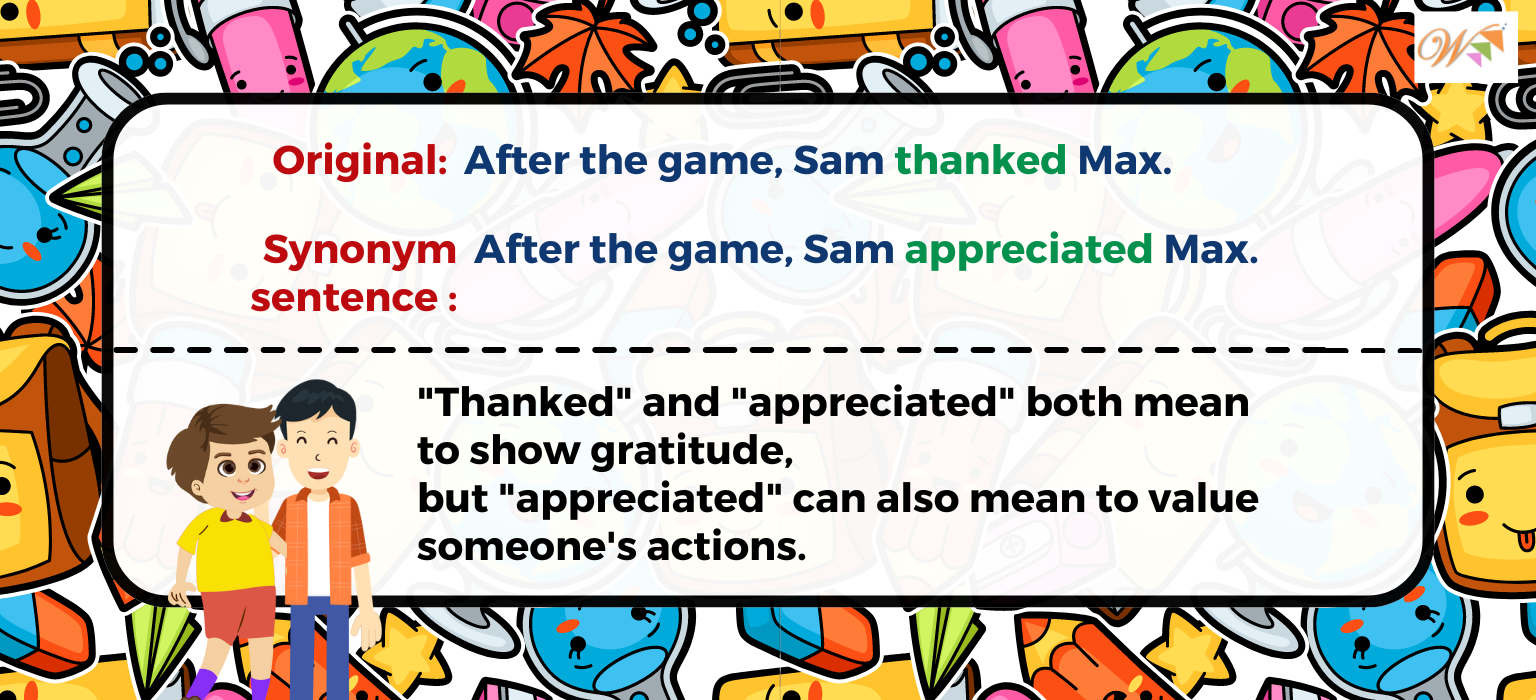 Original: After the game, Sam thanked Max.
Synonym After the game, Sam appreciated Max.
sentence :
"Thanked" and "appreciated" both mean
to show gratitude,
but "appreciated" can also mean to value
someone's actions.
W